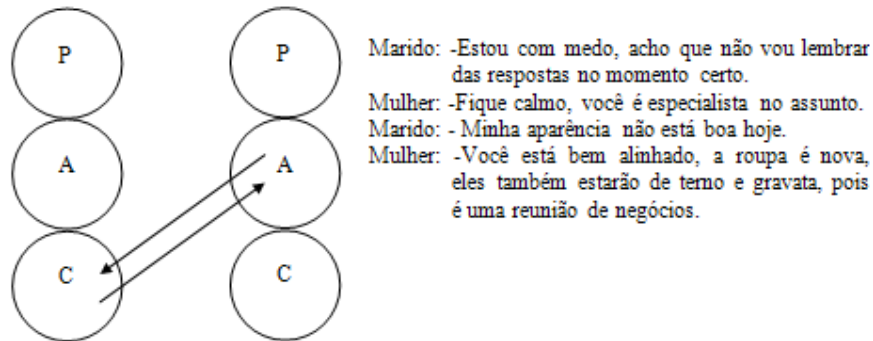 P
P
A
A
C
C
Marido: -Estou com medo, acho que não vou lembrar
das respostas no momento certo.
Mulher: -Fique calmo, você é especialista no assunto.
Marido: - Minha aparência não está boa hoje.
Mulher: -Você está bem alinhado, a roupa é nova,
eles também estarão de terno e gravata, pois
é uma reunião de negócios.